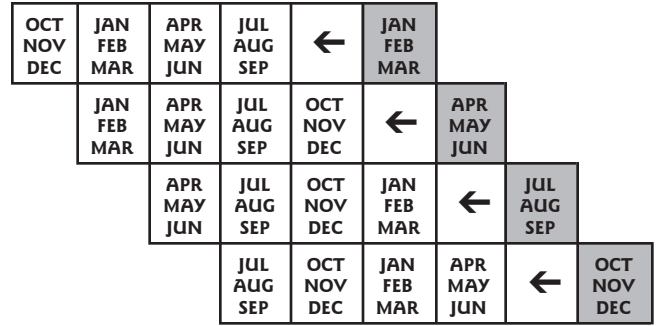 OCT JAN APR JUL ← JAN
NOV FEB MAY AUG FEB
DEC MAR JUN SEP MAR
JAN APR JUL OCT ← APR
FEB MAY AUG NOV MAY
MAR JUN SEP DEC JUN
APR JUL OCT JAN ← JUL
MAY AUG NOV FEB AUG
JUN SEP DEC MAR SEP
JUL OCT JAN APR ← OCT
AUG NOV FEB MAY NOV
SEP DEC MAR JUN DEC